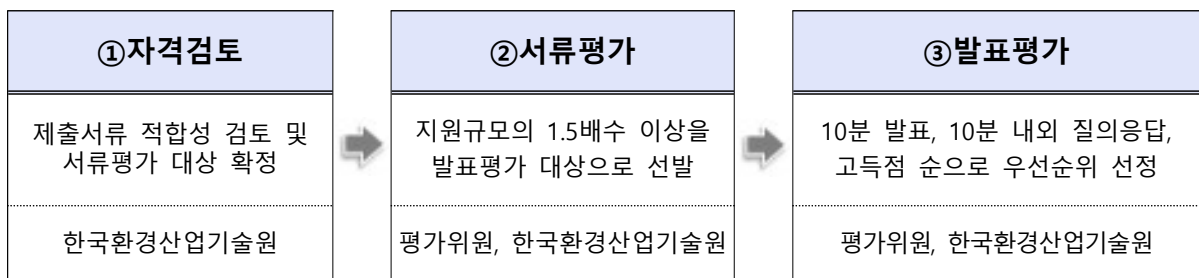 ①자격검토
제출서류 적합성 검토 및
서류평가 대상 확정
한국환경산업기술원
②서류평가
지원규모의 1.5배수 이상을
발표평가 대상으로 선발
평가위원, 한국환경산업기술원
③발표평가
10분 발표, 10분 내외 질의응답,
고득점 순으로 우선순위 선정
평가위원, 한국환경산업기술원